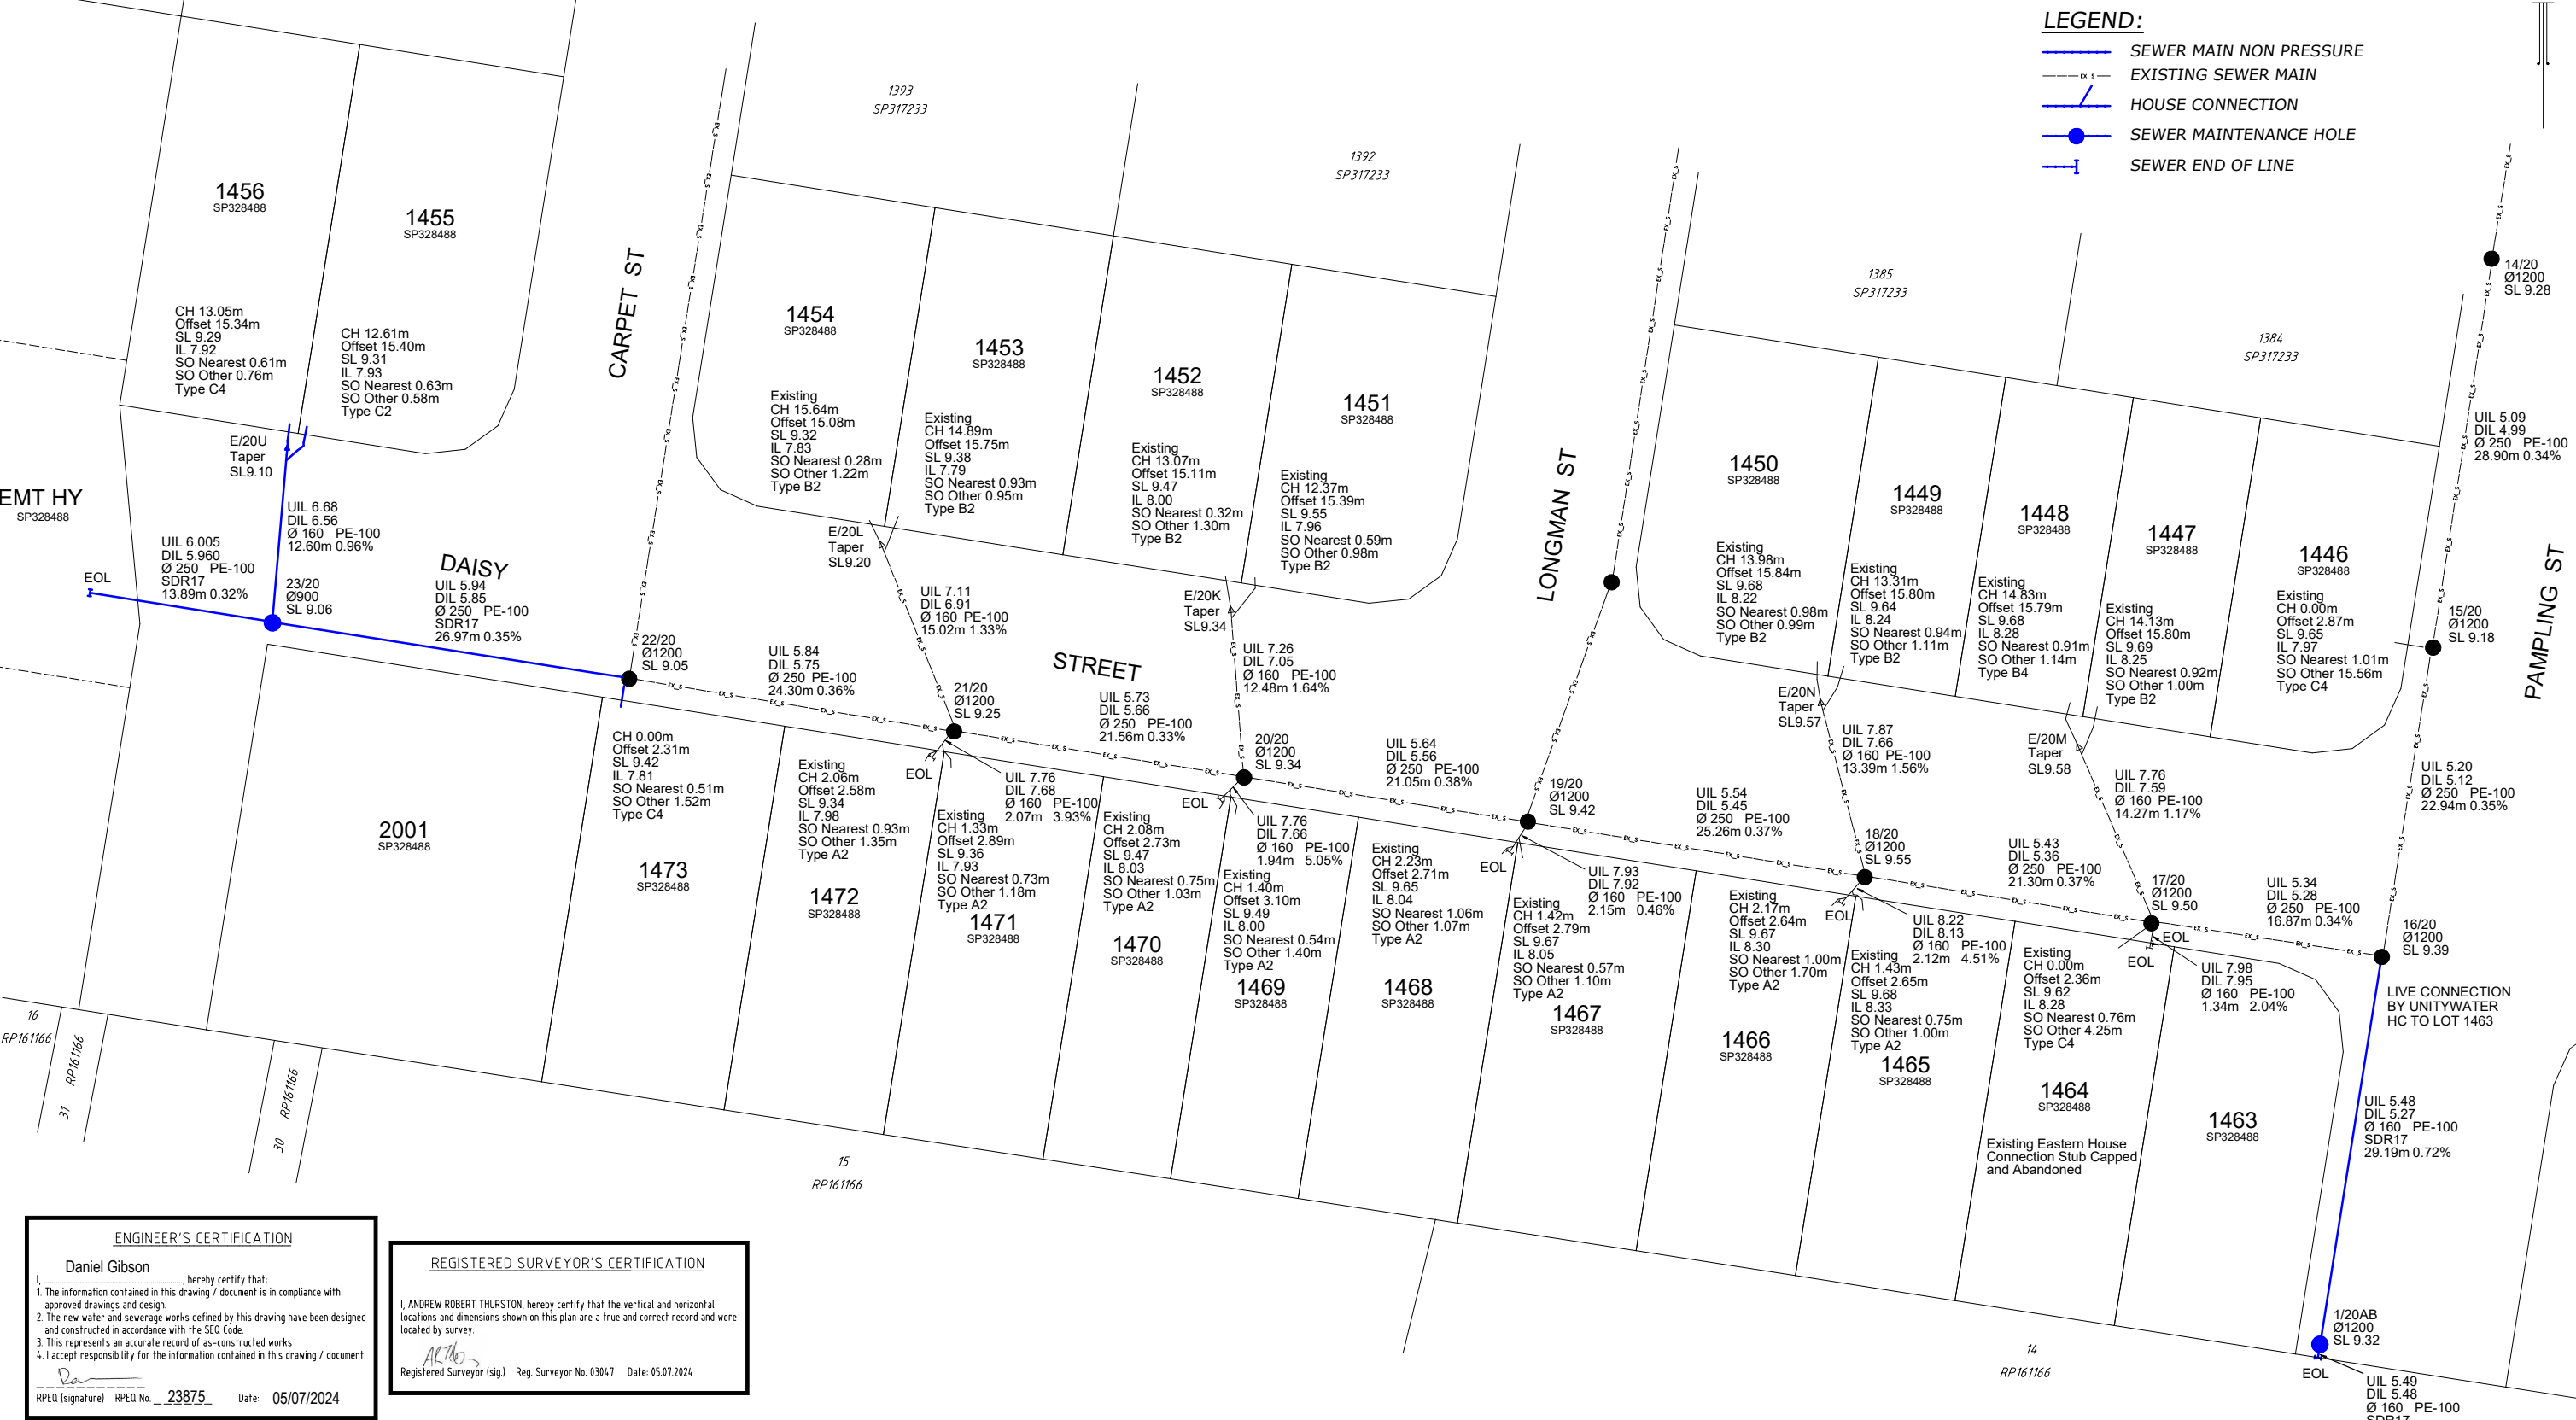 LEGEND:
SEWER MAIN NON PRESSURE
EXISTING SEWER MAIN
HOUSE CONNECTION
SEWER MAINTENANCE HOLE
SEWER END OF LINE
1393
SP317233
1392
SP317233
1385
SP317233
1384
SP317233
1456
SP328488
CH 13.05m
Offset 15.34m
SL 9.29
IL 7.92
SO Nearest 0.61m
SO Other 0.76m
Type C4
1455
SP328488
CH 12.61m
Offset 15.40m
SL 9.31
IL 7.93
SO Nearest 0.63m
SO Other 0.58m
Type C2
CARPET ST
1454
SP328488
Existing
CH 15.64m
Offset 15.08m
SL 9.32
IL 7.83
SO Nearest 0.28m
SO Other 1.22m
Type B2
1453
SP328488
Existing
CH 14.89m
Offset 15.75m
SL 9.38
IL 7.79
SO Nearest 0.93m
SO Other 0.95m
Type B2
1452
SP328488
Existing
CH 13.07m
Offset 15.11m
SL 9.47
IL 8.00
SO Nearest 0.32m
SO Other 1.30m
Type B2
1451
SP328488
Existing
CH 12.37m
Offset 15.39m
SL 9.55
IL 7.96
SO Nearest 0.59m
SO Other 0.98m
Type B2
LONGMAN ST
1450
SP328488
Existing
CH 13.98m
Offset 15.84m
SL 9.68
IL 8.22
SO Nearest 0.98m
SO Other 0.99m
Type B2
1449
SP328488
Existing
CH 13.31m
Offset 15.80m
SL 9.64
IL 8.24
SO Nearest 0.94m
SO Other 1.11m
Type B2
1448
SP328488
Existing
CH 14.83m
Offset 15.79m
SL 9.68
IL 8.28
SO Nearest 0.91m
SO Other 1.14m
Type B4
1447
SP328488
Existing
CH 14.13m
Offset 15.80m
SL 9.69
IL 8.25
SO Nearest 0.92m
SO Other 1.00m
Type B2
1446
SP328488
Existing
CH 0.00m
Offset 2.87m
SL 9.65
IL 7.97
SO Nearest 1.01m
SO Other 15.56m
Type C4
14/20
Ø1200
SL 9.28
UIL 5.09
DIL 4.99
Ø 250 PE-100
28.90m 0.34%
15/20
Ø1200
SL 9.18
PAMPLING ST
UIL 5.20
DIL 5.12
Ø 250 PE-100
22.94m 0.35%
EMT HY
SP328488
E/20U
Taper
SL9.10
UIL 6.68
DIL 6.56
Ø 160 PE-100
12.60m 0.96%
UIL 6.005
DIL 5.960
Ø 250 PE-100
SDR17
13.89m 0.32%
EOL
23/20
Ø900
SL 9.06
DAISY
UIL 5.94
DIL 5.85
Ø 250 PE-100
SDR17
26.97m 0.35%
22/20
Ø1200
SL 9.05
UIL 5.84
DIL 5.75
Ø 250 PE-100
24.30m 0.36%
E/20L
Taper
SL9.20
UIL 7.11
DIL 6.91
Ø 160 PE-100
15.02m 1.33%
21/20
Ø1200
SL 9.25
STREET
UIL 5.73
DIL 5.66
Ø 250 PE-100
21.56m 0.33%
E/20K
Taper
SL9.34
UIL 7.26
DIL 7.05
Ø 160 PE-100
12.48m 1.64%
20/20
Ø1200
SL 9.34
UIL 5.64
DIL 5.56
Ø 250 PE-100
21.05m 0.38%
19/20
Ø1200
SL 9.42
UIL 5.54
DIL 5.45
Ø 250 PE-100
25.26m 0.37%
E/20N
Taper
SL9.57
UIL 7.87
DIL 7.66
Ø 160 PE-100
13.39m 1.56%
18/20
Ø1200
SL 9.55
UIL 5.43
DIL 5.36
Ø 250 PE-100
21.30m 0.37%
E/20M
Taper
SL9.58
UIL 7.76
DIL 7.59
Ø 160 PE-100
14.27m 1.17%
17/20
Ø1200
SL 9.50
UIL 5.34
DIL 5.28
Ø 250 PE-100
16.87m 0.34%
16/20
Ø1200
SL 9.39
2001
SP328488
CH 0.00m
Offset 2.31m
SL 9.42
IL 7.81
SO Nearest 0.51m
SO Other 1.52m
Type C4
1473
SP328488
Existing
CH 2.06m
Offset 2.58m
SL 9.34
IL 7.98
SO Nearest 0.93m
SO Other 1.35m
Type A2
1472
SP328488
EOL
UIL 7.76
DIL 7.68
Ø 160 PE-100
2.07m 3.93%
Existing
CH 1.33m
Offset 2.89m
SL 9.36
IL 7.93
SO Nearest 0.73m
SO Other 1.18m
Type A2
1471
SP328488
Existing
CH 2.08m
Offset 2.73m
SL 9.47
IL 8.03
SO Nearest 0.75m
SO Other 1.03m
Type A2
1470
SP328488
EOL
UIL 7.76
DIL 7.66
Ø 160 PE-100
1.94m 5.05%
Existing
CH 1.40m
Offset 3.10m
SL 9.49
IL 8.00
SO Nearest 0.54m
SO Other 1.40m
Type A2
1469
SP328488
Existing
CH 2.23m
Offset 2.71m
SL 9.65
IL 8.04
SO Nearest 1.06m
SO Other 1.07m
Type A2
1468
SP328488
EOL
UIL 7.93
DIL 7.92
Ø 160 PE-100
2.15m 0.46%
Existing
CH 1.42m
Offset 2.79m
SL 9.67
IL 8.05
SO Nearest 0.57m
SO Other 1.10m
Type A2
1467
SP328488
Existing
CH 2.17m
Offset 2.64m
SL 9.67
IL 8.30
SO Nearest 1.00m
SO Other 1.70m
Type A2
1466
SP328488
EOL
UIL 8.22
DIL 8.13
Ø 160 PE-100
2.12m 4.51%
Existing
CH 1.43m
Offset 2.65m
SL 9.68
IL 8.33
SO Nearest 0.75m
SO Other 1.00m
Type A2
1465
SP328488
Existing
CH 0.00m
Offset 2.36m
SL 9.62
IL 8.28
SO Nearest 0.76m
SO Other 4.25m
Type C4
1464
SP328488
Existing Eastern House
Connection Stub Capped
and Abandoned
EOL
EOL
UIL 7.98
DIL 7.95
Ø 160 PE-100
1.34m 2.04%
1463
SP328488
LIVE CONNECTION
BY UNITYWATER
HC TO LOT 1463
UIL 5.48
DIL 5.27
Ø 160 PE-100
SDR17
29.19m 0.72%
1/20AB
Ø1200
SL 9.32
EOL
UIL 5.49
DIL 5.48
Ø 160 PE-100
SDR17
16
RP161166
31 RP161166
30 RP161166
15
RP161166
14
RP161166
ENGINEER'S CERTIFICATION
Daniel Gibson
I, ..............., hereby certify that:
1. The information contained in this drawing / document is in compliance with
approved drawings and design.
2. The new water and sewerage works defined by this drawing have been designed
and constructed in accordance with the SEQ Code.
3. This represents an accurate record of as-constructed works
4. I accept responsibility for the information contained in this drawing / document.
RPEQ (signature) RPEQ No. 23875 Date: 05/07/2024
REGISTERED SURVEYOR'S CERTIFICATION
I, ANDREW ROBERT THURSTON, hereby certify that the vertical and horizontal
locations and dimensions shown on this plan are a true and correct record and were
located by survey.
Registered Surveyor (sig.) Reg. Surveyor No. 03047 Date: 05.07.2024